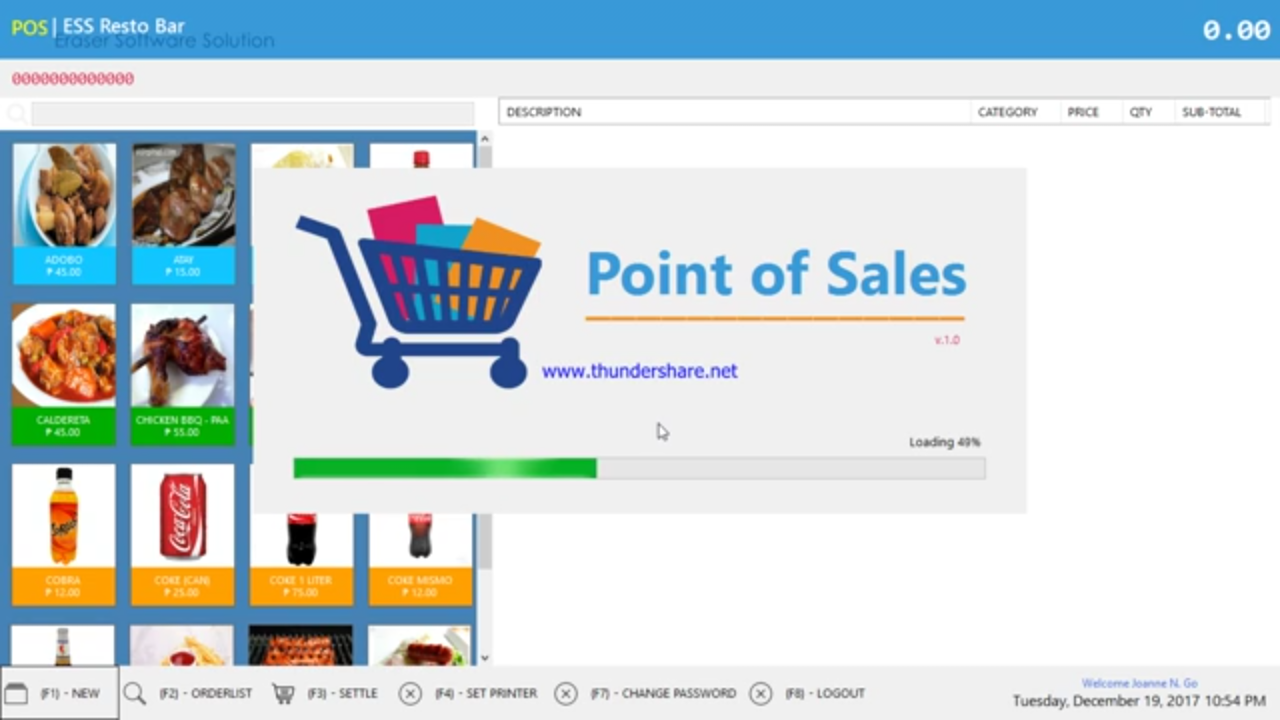 POS | ESS Resto Bar
Eraser Software Solution
0.00
0000000000000
DESCRIPTION CATEGORY PRICE QTY SUB-TOTAL
ADOBO
₱ 45.00
ATAY
₱ 15.00
Point of Sales
v.1.0
www.thundershare.net
CALDERETA
₱ 45.00
CHICKEN BBQ - PAA
₱ 55.00
Loading 49%
Coca-Cola
COBRA
₱ 12.00
COKE (CAN)
₱ 25.00
COKE 1 LITER
₱ 75.00
COKE MISMO
₱ 12.00
(F1) - NEW
(F2) - ORDERLIST
(F3) - SETTLE
(F4) - SET PRINTER
(F7) - CHANGE PASSWORD
(F8) - LOGOUT
Welcome Joanne N. Go
Tuesday, December 19, 2017 10:54 PM